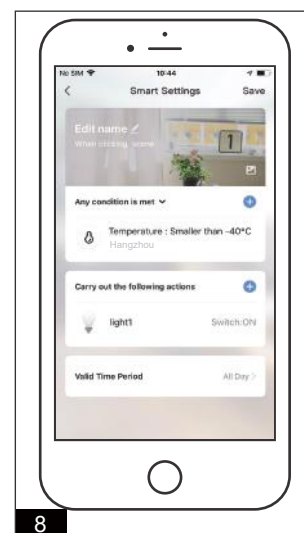 No SIM 10:44
Smart Settings Save
Edit name
When clicking scene
1
Any condition is met
Temperature : Smaller than -40°C
Hangzhou
Carry out the following actions
light1 Switch:ON
Valid Time Period All Day
8